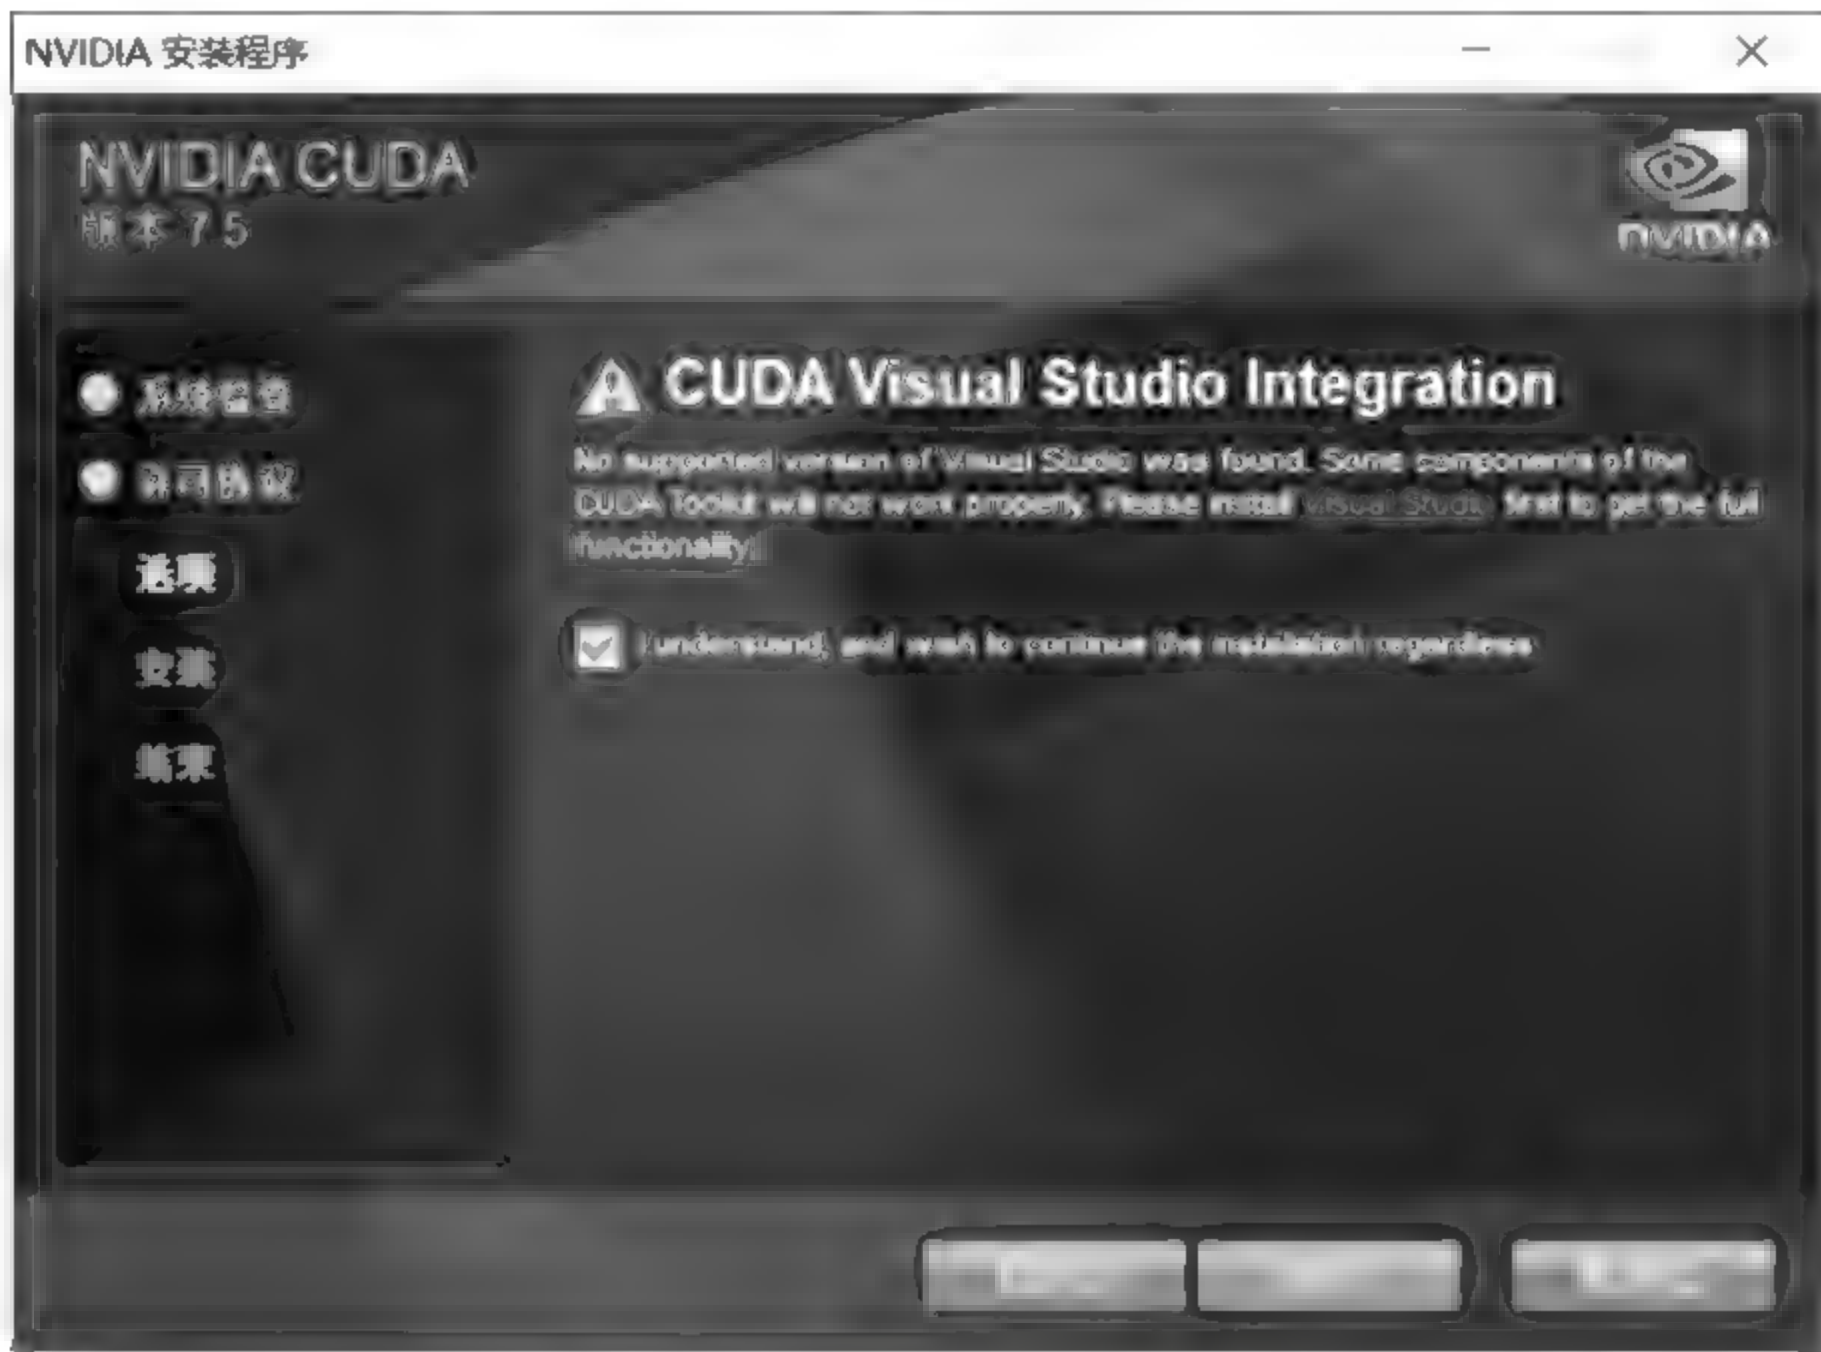 NVIDIA 安装程序
NVIDIA CUDA
版本 7.5
NVIDIA
系统检查
许可协议
选项
安装
结束
CUDA Visual Studio Integration
No supported version of Visual Studio was found. Some components of the
CUDA Toolkit will not work properly. Please install Visual Studio first to get the full
functionality.
I understand, and wish to continue the installation regardless.